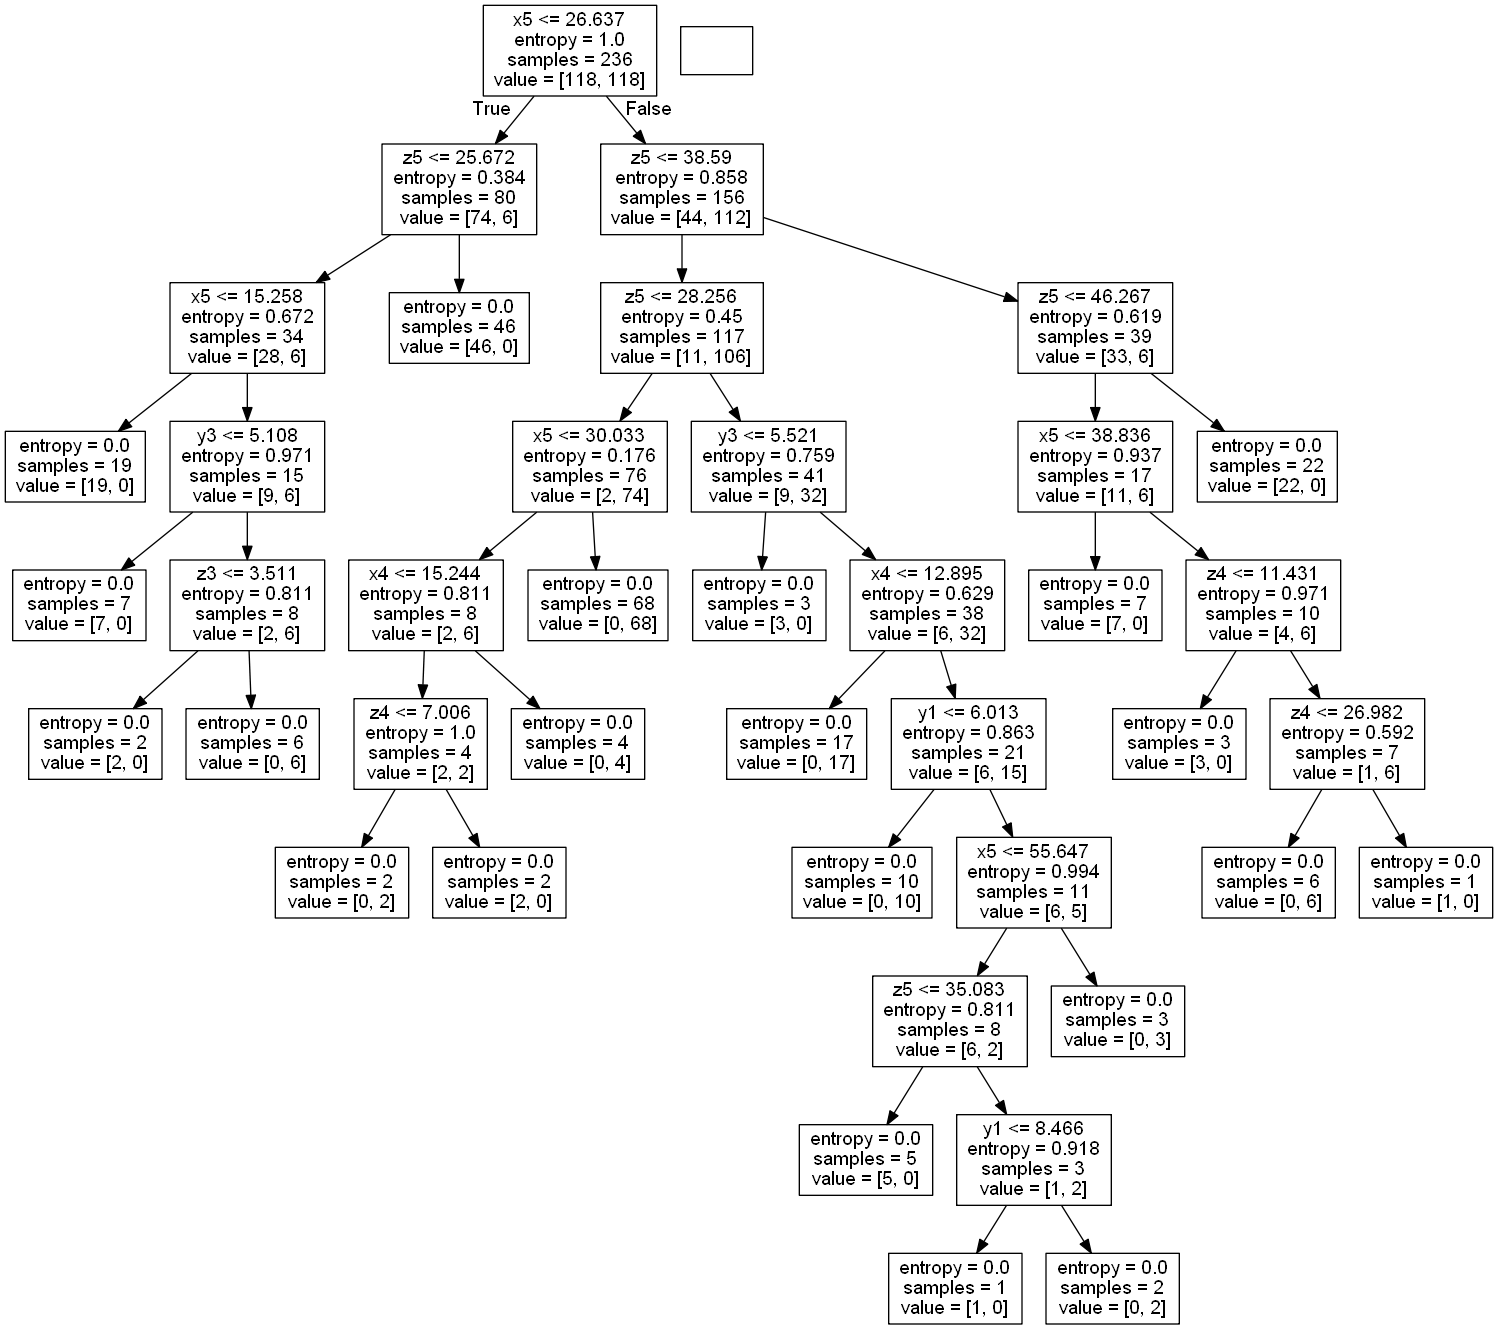 x5 <= 26.637
entropy = 1.0
samples = 236
value = [118, 118]
True
False
z5 <= 25.672
entropy = 0.384
samples = 80
value = [74, 6]
z5 <= 38.59
entropy = 0.858
samples = 156
value = [44, 112]
x5 <= 15.258
entropy = 0.672
samples = 34
value = [28, 6]
entropy = 0.0
samples = 46
value = [46, 0]
z5 <= 28.256
entropy = 0.45
samples = 117
value = [11, 106]
z5 <= 46.267
entropy = 0.619
samples = 39
value = [33, 6]
entropy = 0.0
samples = 19
value = [19, 0]
y3 <= 5.108
entropy = 0.971
samples = 15
value = [9, 6]
x5 <= 30.033
entropy = 0.176
samples = 76
value = [2, 74]
y3 <= 5.521
entropy = 0.759
samples = 41
value = [9, 32]
x5 <= 38.836
entropy = 0.937
samples = 17
value = [11, 6]
entropy = 0.0
samples = 22
value = [22, 0]
entropy = 0.0
samples = 7
value = [7, 0]
z3 <= 3.511
entropy = 0.811
samples = 8
value = [2, 6]
x4 <= 15.244
entropy = 0.811
samples = 8
value = [2, 6]
entropy = 0.0
samples = 68
value = [0, 68]
entropy = 0.0
samples = 3
value = [3, 0]
x4 <= 12.895
entropy = 0.629
samples = 38
value = [6, 32]
entropy = 0.0
samples = 7
value = [7, 0]
z4 <= 11.431
entropy = 0.971
samples = 10
value = [4, 6]
entropy = 0.0
samples = 2
value = [2, 0]
entropy = 0.0
samples = 6
value = [0, 6]
z4 <= 7.006
entropy = 1.0
samples = 4
value = [2, 2]
entropy = 0.0
samples = 4
value = [0, 4]
entropy = 0.0
samples = 17
value = [0, 17]
y1 <= 6.013
entropy = 0.863
samples = 21
value = [6, 15]
entropy = 0.0
samples = 3
value = [3, 0]
z4 <= 26.982
entropy = 0.592
samples = 7
value = [1, 6]
entropy = 0.0
samples = 2
value = [0, 2]
entropy = 0.0
samples = 2
value = [2, 0]
entropy = 0.0
samples = 10
value = [0, 10]
x5 <= 55.647
entropy = 0.994
samples = 11
value = [6, 5]
entropy = 0.0
samples = 6
value = [0, 6]
entropy = 0.0
samples = 1
value = [1, 0]
z5 <= 35.083
entropy = 0.811
samples = 8
value = [6, 2]
entropy = 0.0
samples = 3
value = [0, 3]
entropy = 0.0
samples = 5
value = [5, 0]
y1 <= 8.466
entropy = 0.918
samples = 3
value = [1, 2]
entropy = 0.0
samples = 1
value = [1, 0]
entropy = 0.0
samples = 2
value = [0, 2]